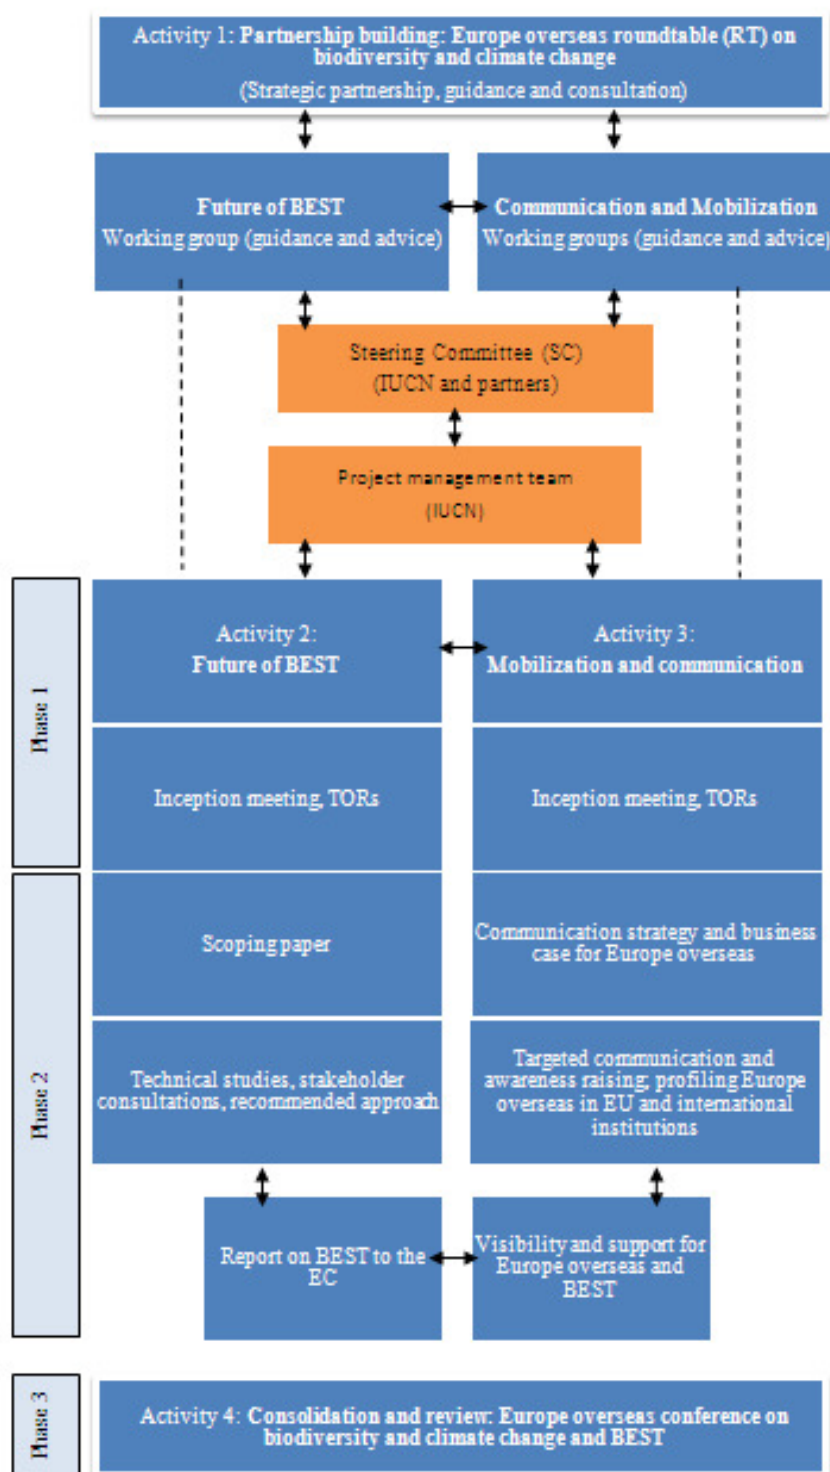 Activity 1: Partnership building: Europe overseas roundtable (RT) on
biodiversity and climate change
(Strategic partnership, guidance and consultation)
Future of BEST
Working group (guidance and advice)
Communication and Mobilization
Working groups (guidance and advice)
Steering Committee (SC)
(IUCN and partners)
Project management team
(IUCN)
Phase 1
Activity 2:
Future of BEST
Activity 3:
Mobilization and communication
Inception meeting, TORs
Inception meeting, TORs
Phase 2
Scoping paper
Communication strategy and business
case for Europe overseas
Technical studies, stakeholder
consultations, recommended approach
Targeted communication and
awareness raising; profiling Europe
overseas in EU and international
institutions
Report on BEST to the
EC
Visibility and support for
Europe overseas and
BEST
Phase 3
Activity 4: Consolidation and review: Europe overseas conference on
biodiversity and climate change and BEST